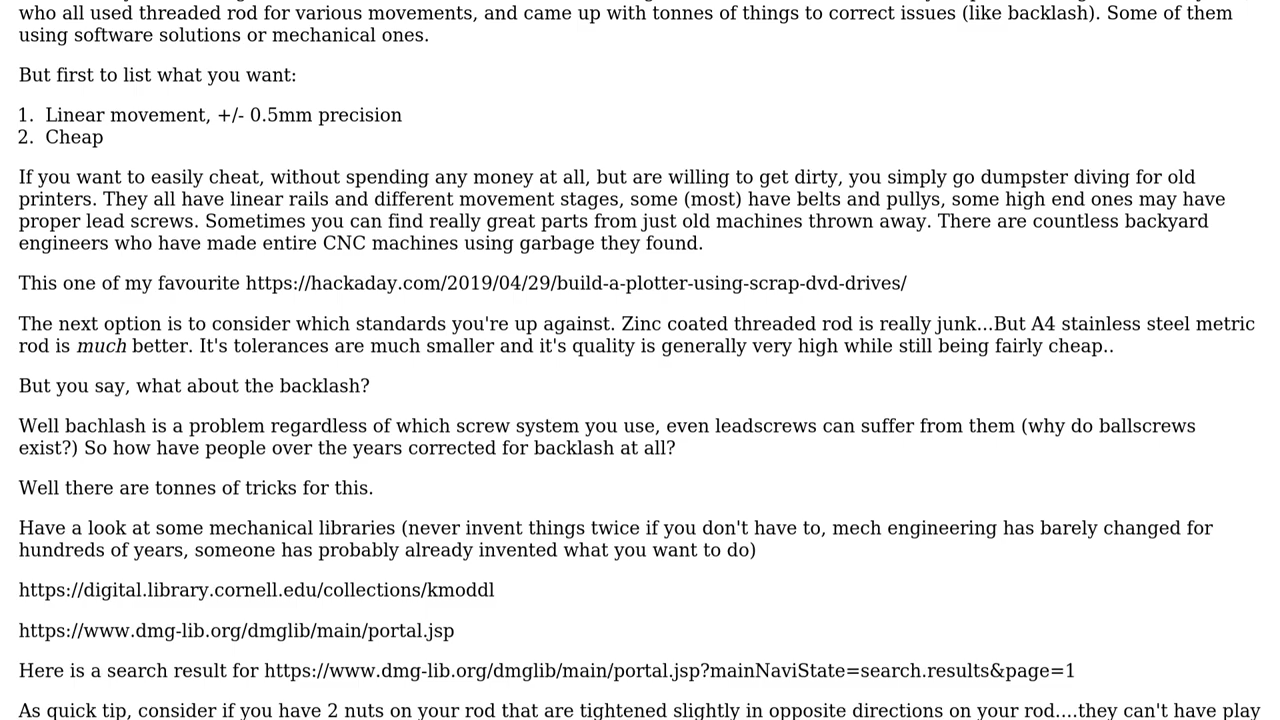 who all used threaded rod for various movements, and came up with tonnes of things to correct issues (like backlash). Some of them
using software solutions or mechanical ones.
But first to list what you want:
1. Linear movement, +/- 0.5mm precision
2. Cheap
If you want to easily cheat, without spending any money at all, but are willing to get dirty, you simply go dumpster diving for old
printers. They all have linear rails and different movement stages, some (most) have belts and pullys, some high end ones may have
proper lead screws. Sometimes you can find really great parts from just old machines thrown away. There are countless backyard
engineers who have made entire CNC machines using garbage they found.
This one of my favourite https://hackaday.com/2019/04/29/build-a-plotter-using-scrap-dvd-drives/
The next option is to consider which standards you're up against. Zinc coated threaded rod is really junk...But A4 stainless steel metric
rod is much better. It's tolerances are much smaller and it's quality is generally very high while still being fairly cheap..
But you say, what about the backlash?
Well bachlash is a problem regardless of which screw system you use, even leadscrews can suffer from them (why do ballscrews
exist?) So how have people over the years corrected for backlash at all?
Well there are tonnes of tricks for this.
Have a look at some mechanical libraries (never invent things twice if you don't have to, mech engineering has barely changed for
hundreds of years, someone has probably already invented what you want to do)
https://digital.library.cornell.edu/collections/kmoddl
https://www.dmg-lib.org/dmglib/main/portal.jsp
Here is a search result for https://www.dmg-lib.org/dmglib/main/portal.jsp?mainNaviState=search.results&page=1
As quick tip, consider if you have 2 nuts on your rod that are tightened slightly in opposite directions on your rod....they can't have play